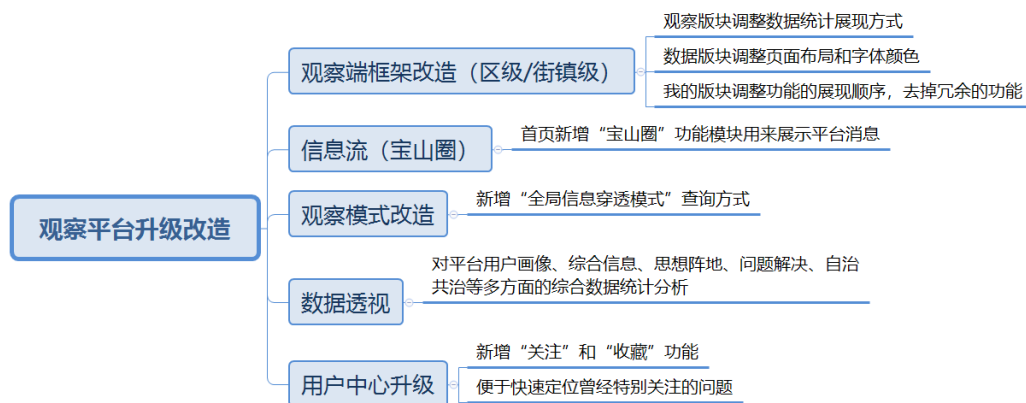 观察平台升级改造
观察端框架改造（区级/街镇级）
观察版块调整数据统计展现方式
数据版块调整页面布局和字体颜色
我的版块调整功能的展现顺序，去掉冗余的功能
信息流（宝山圈）
首页新增“宝山圈”功能模块用来展示平台消息
观察模式改造
新增“全局信息穿透模式”查询方式
数据透视
对平台用户画像、综合信息、思想阵地、问题解决、自治
共治等多方面的综合数据统计分析
用户中心升级
新增“关注”和“收藏”功能
便于快速定位曾经特别关注的问题